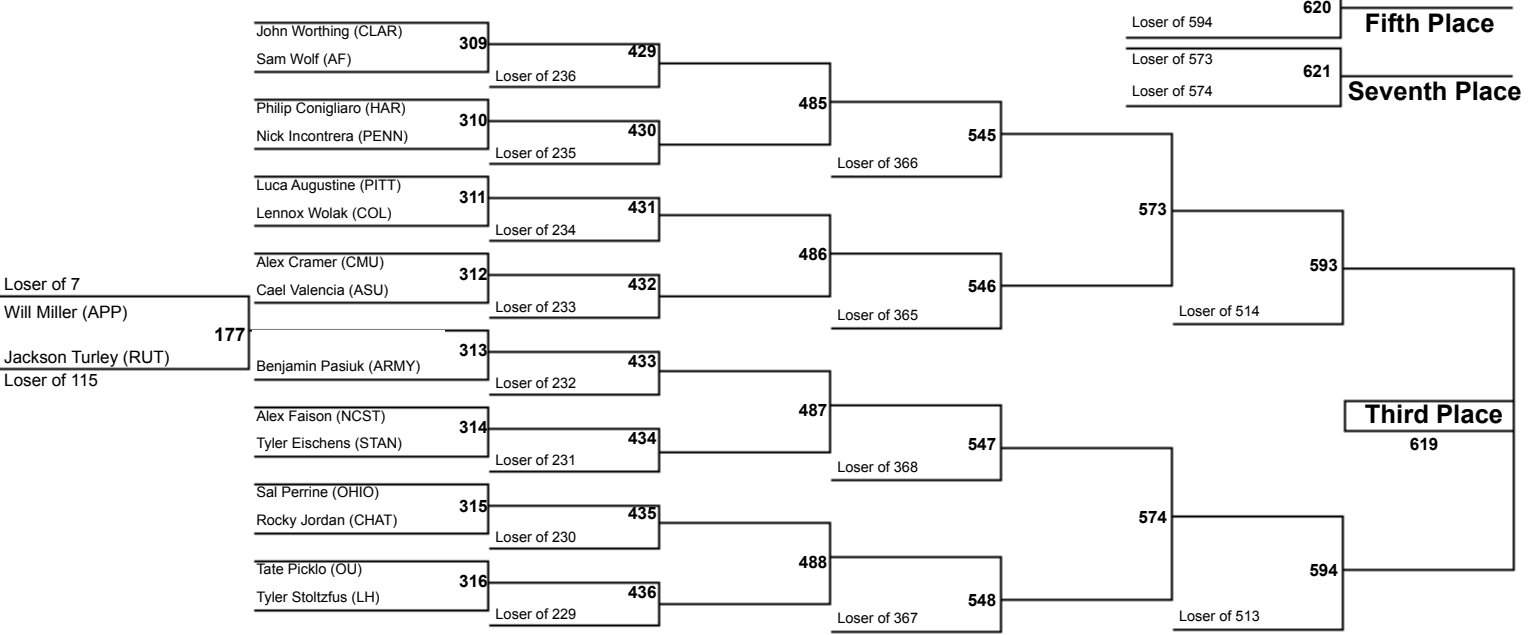 Loser of 7
Will Miller (APP)
177
Jackson Turley (RUT)
Loser of 115
John Worthing (CLAR)
309
Sam Wolf (AF)
Philip Conigliaro (HAR)
310
Nick Incontrera (PENN)
Luca Augustine (PITT)
311
Lennox Wolak (COL)
Alex Cramer (CMU)
312
Cael Valencia (ASU)
313
Benjamin Pasiuk (ARMY)
Alex Faison (NCST)
314
Tyler Eischens (STAN)
Sal Perrine (OHIO)
315
Rocky Jordan (CHAT)
Tate Picklo (OU)
316
Tyler Stoltzfus (LH)
429
Loser of 236
430
Loser of 235
431
Loser of 234
432
Loser of 233
433
Loser of 232
434
Loser of 231
435
Loser of 230
436
Loser of 229
485
486
487
488
545
Loser of 366
546
Loser of 365
547
Loser of 368
548
Loser of 367
573
574
593
Loser of 514
594
Loser of 513
Third Place
619
620
Loser of 594
Fifth Place
Loser of 573
621
Loser of 574
Seventh Place